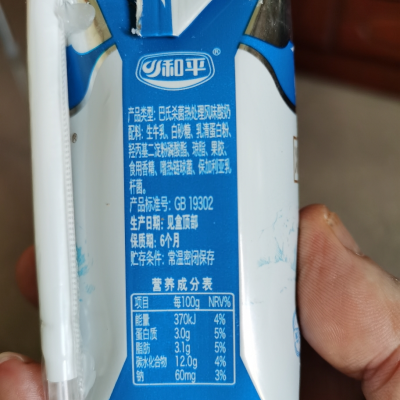 和平
®
产品类型：巴氏杀菌热处理风味酸奶
配料：生牛乳、白砂糖、乳清蛋白粉、
羟丙基二淀粉磷酸酯、琼脂、果胶、
食用香精、嗜热链球菌、保加利亚乳
杆菌。
产品标准号：GB 19302
生产日期：见盒顶部
保质期：6个月
贮存条件：常温密闭保存
营养成分表
项目 每100g NRV%
能量 370kJ 4%
蛋白质 3.0g 5%
脂肪 3.1g 5%
碳水化合物 12.0g 4%
钠 60mg 3%